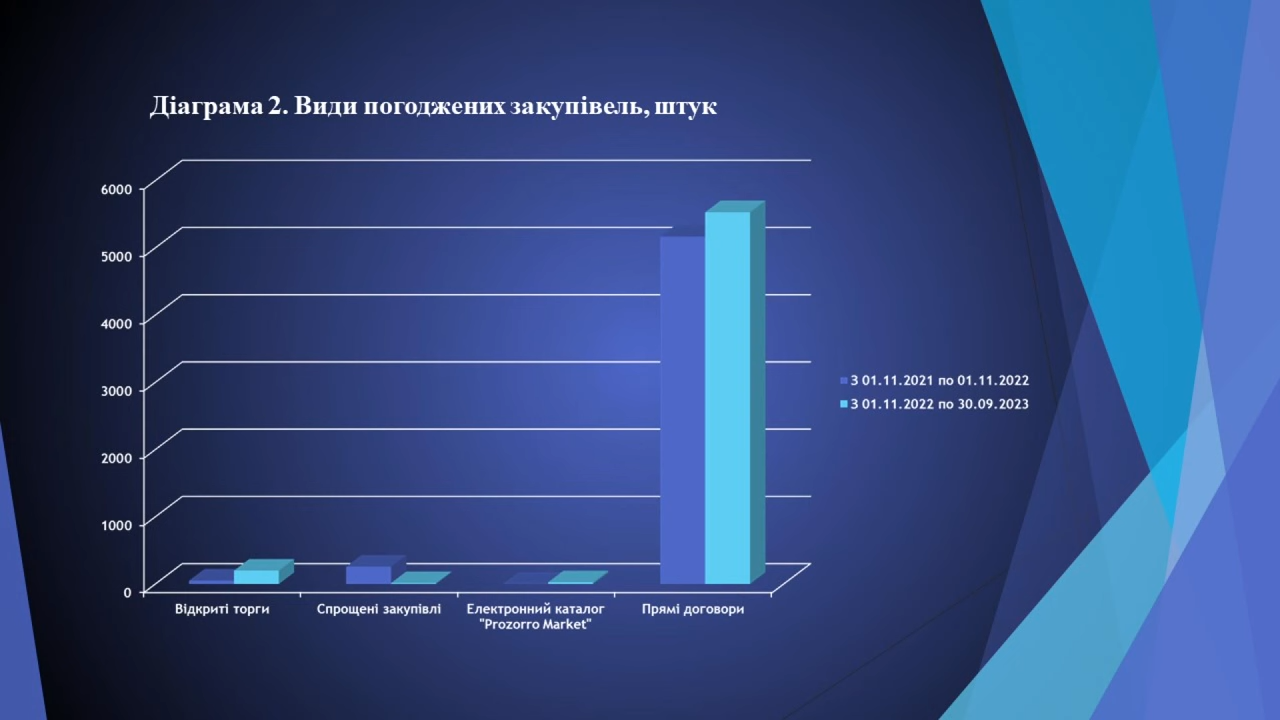 Діаграма 2. Види погоджених закупівель, штук
6000
5000
4000
3000
2000
1000
0
Відкриті торги
Спрощені закупівлі
Електронний каталог
"Prozorro Market"
Прямі договори
З 01.11.2021 по 01.11.2022
З 01.11.2022 по 30.09.2023